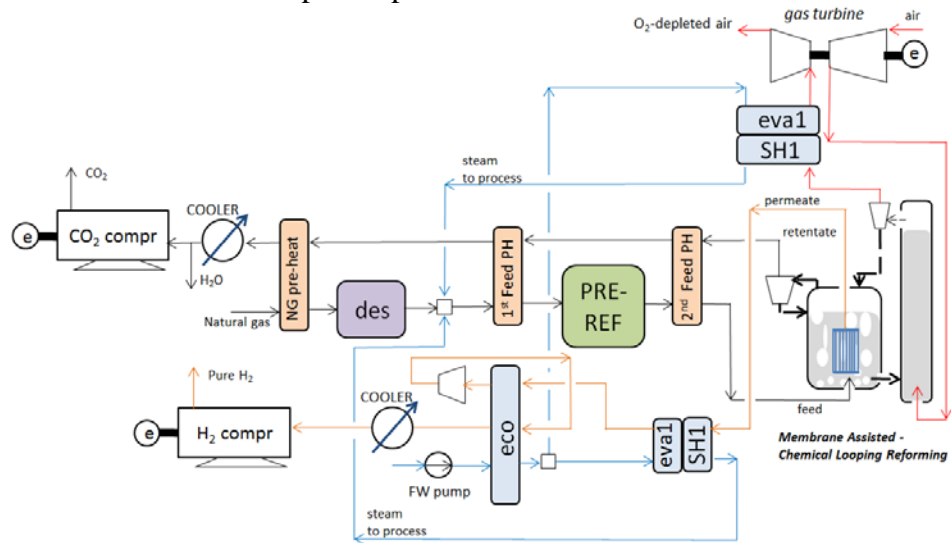 gas turbine
O2-depleted air
air
e
eva1
SH1
steam
to process
CO2
COOLER
permeate
retentate
e
CO2 compr
NG pre-heat
1st Feed PH
2nd Feed PH
H2O
Natural gas
des
PRE-
REF
Pure H2
COOLER
feed
e
H2 compr
eco
eva1
SH1
FW pump
Membrane Assisted -
Chemical Looping Reforming
steam
to process